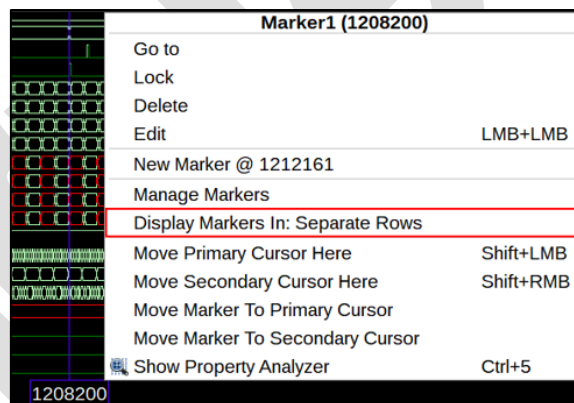 Marker1 (1208200)
Go to
Lock
Delete
Edit LMB+LMB
New Marker @ 1212161
Manage Markers
Display Markers In: Separate Rows
Move Primary Cursor Here Shift+LMB
Move Secondary Cursor Here Shift+RMB
Move Marker To Primary Cursor
Move Marker To Secondary Cursor
Show Property Analyzer Ctrl+5
1208200